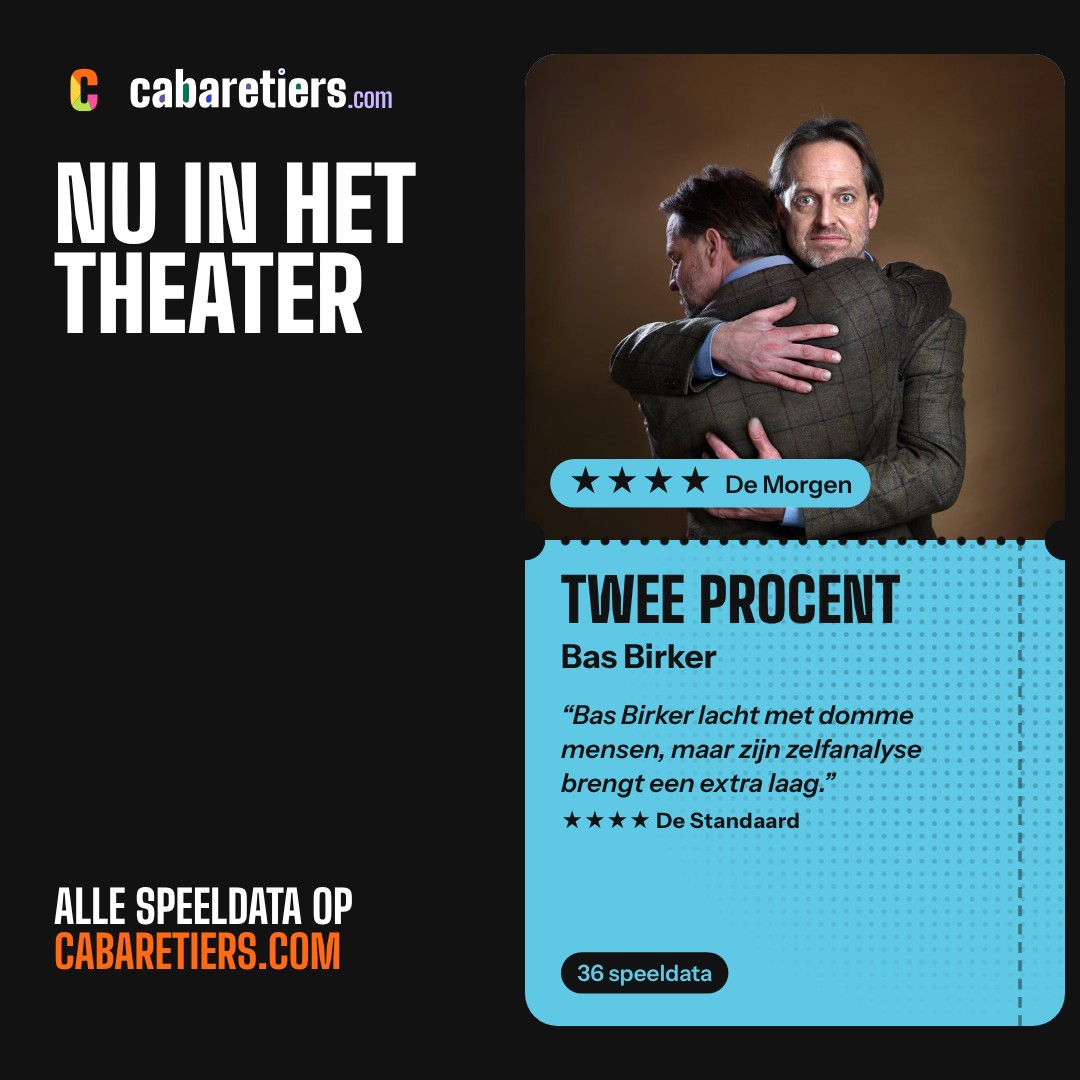 C cabaretiers.com
NU IN HET
THEATER
★★★★ De Morgen
TWEE PROCENT
Bas Birker
“Bas Birker lacht met domme
mensen, maar zijn zelfanalyse
brengt een extra laag.”
★★★★ De Standaard
36 speeldata
ALLE SPEELDATA OP
CABARETIERS.COM